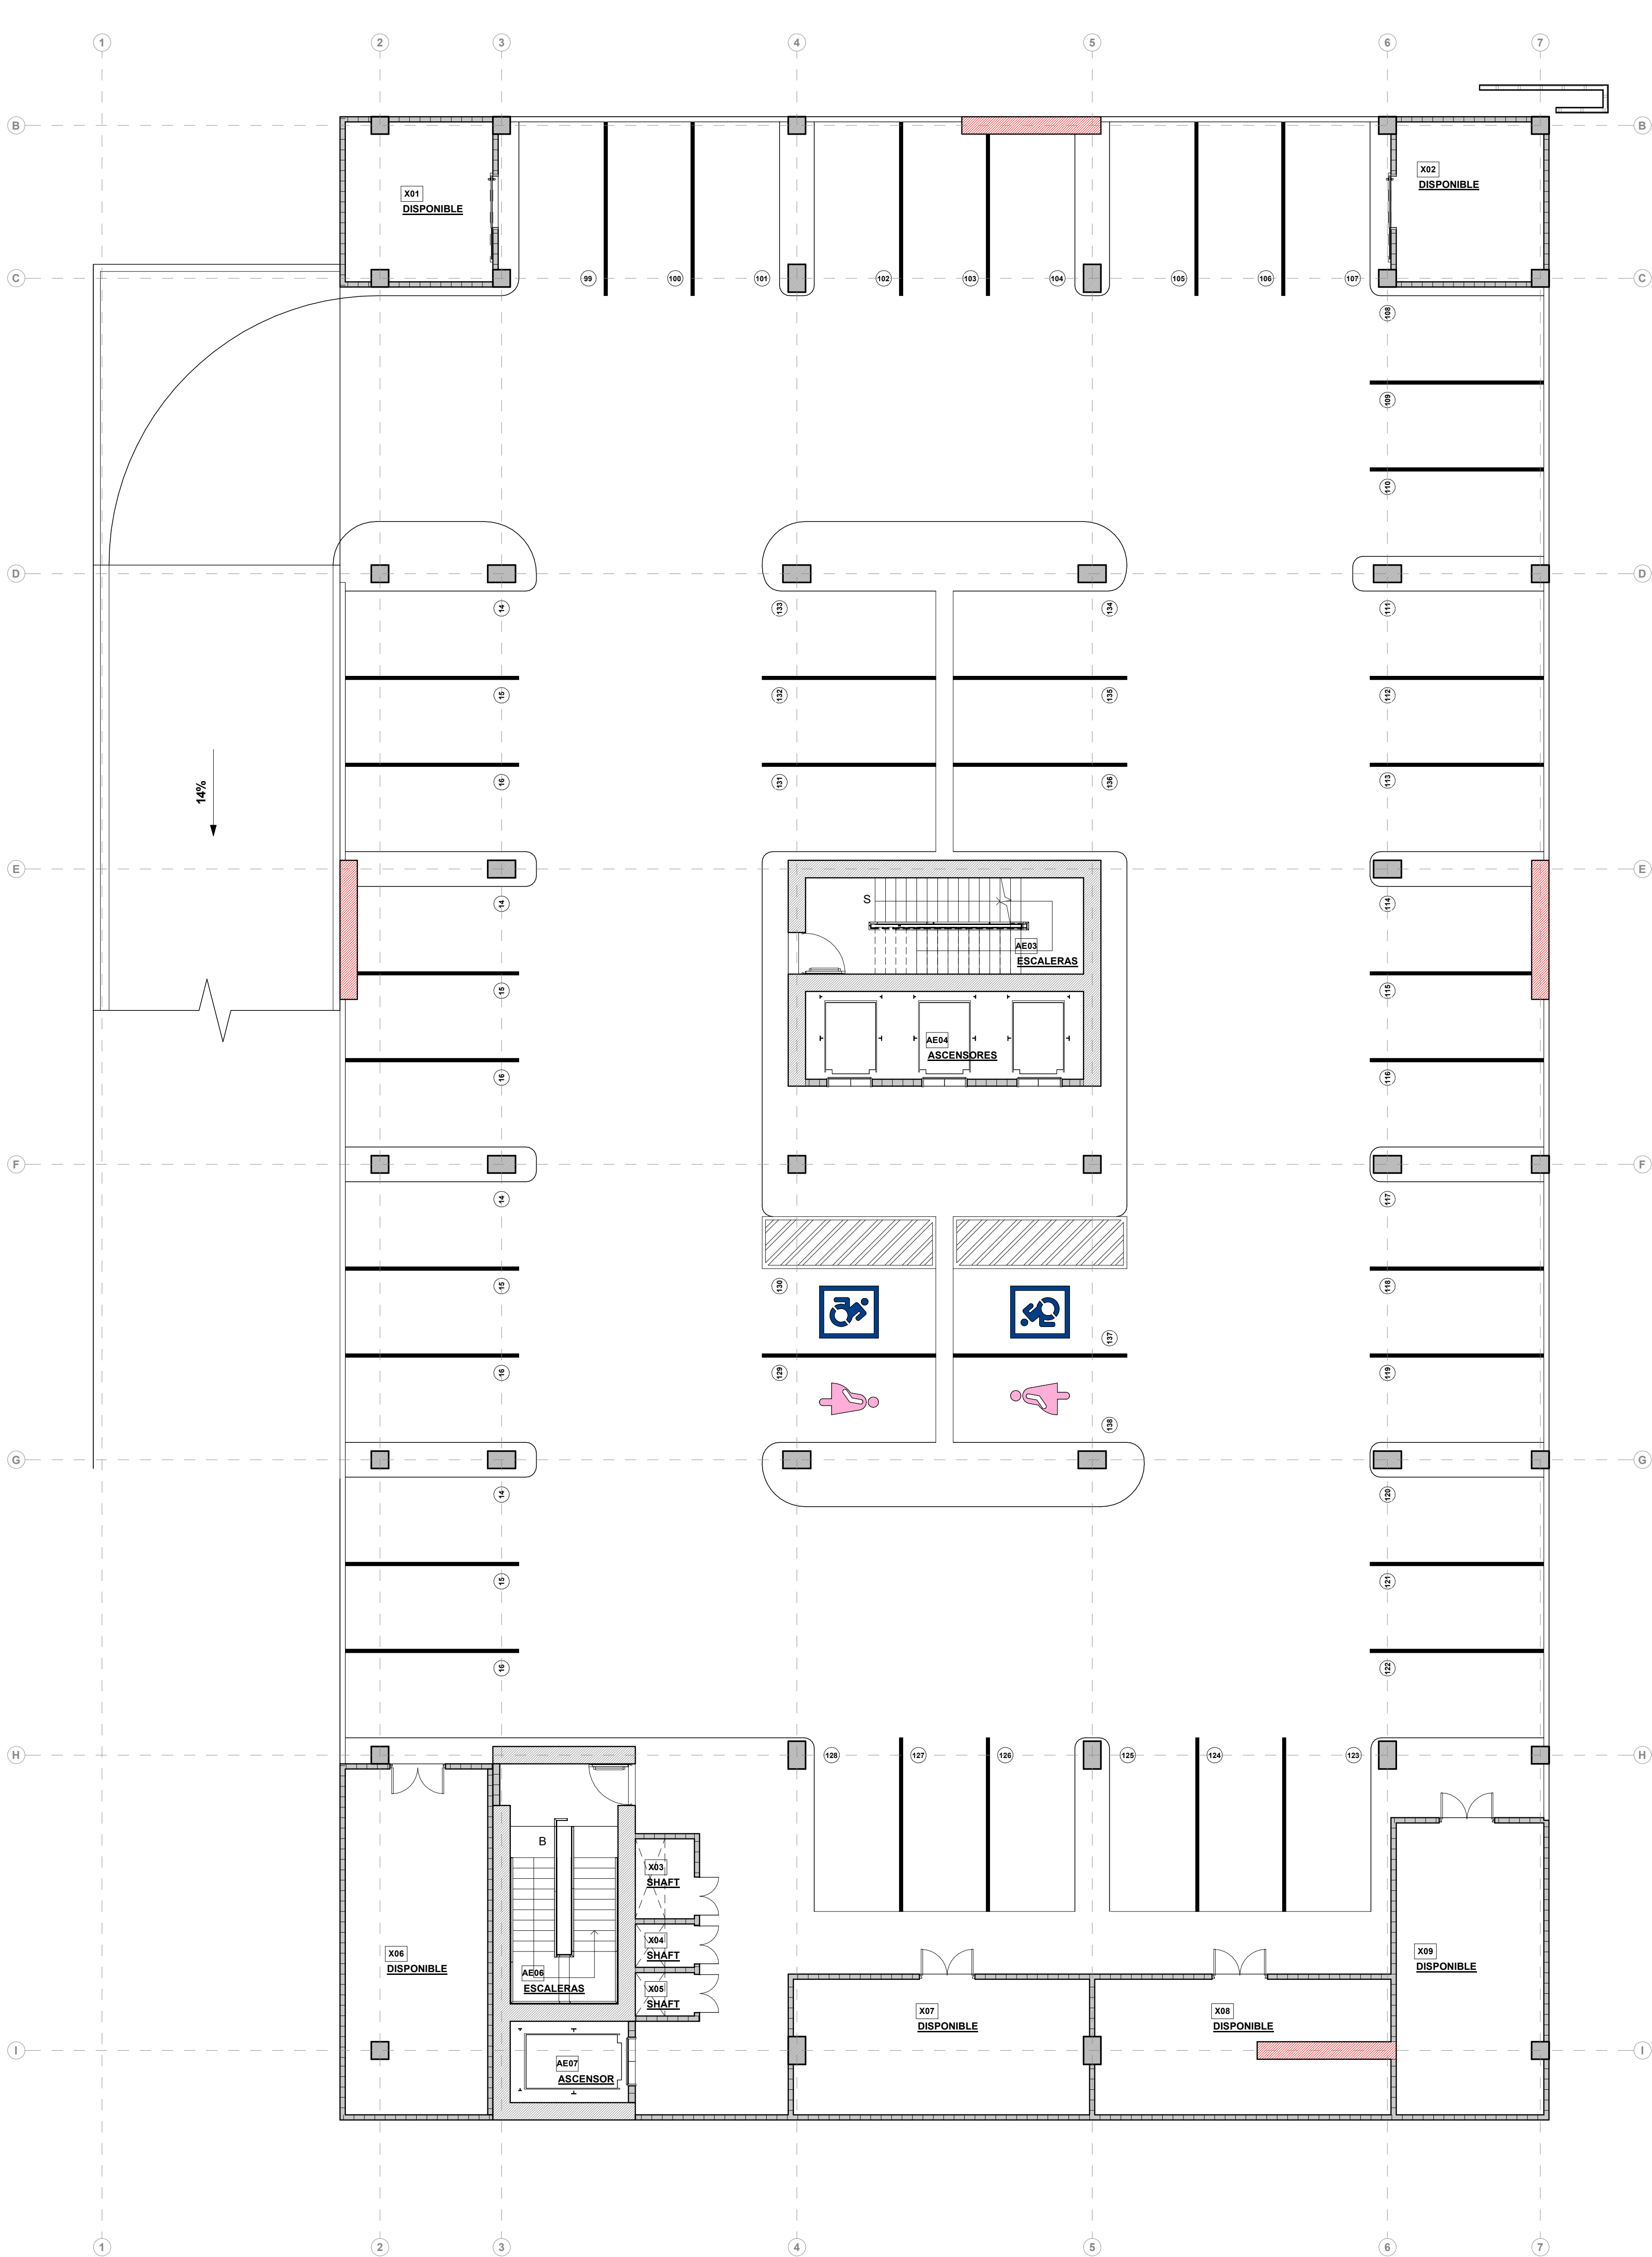 1 2 3 4 5 6 7
B B
X01
DISPONIBLE
X02
DISPONIBLE
C 99 100 101 102 103 104 105 106 107 C
108
109
110
D D
14 133 134 111
15 132 135 112
16 131 136 113
14%
E E
S
14 114
AE03
ESCALERAS
15 115
AE04
ASCENSORES
16 116
F F
14 117
15 130 118
137
16 129 119
138
G G
14 120
15 121
16 122
H 128 127 126 125 124 123 H
B
X03
SHAFT
X04
SHAFT
X06
DISPONIBLE
X09
DISPONIBLE
AE06
ESCALERAS
X05
SHAFT
X07
DISPONIBLE
X08
DISPONIBLE
I I
AE07
ASCENSOR
1 2 3 4 5 6 7